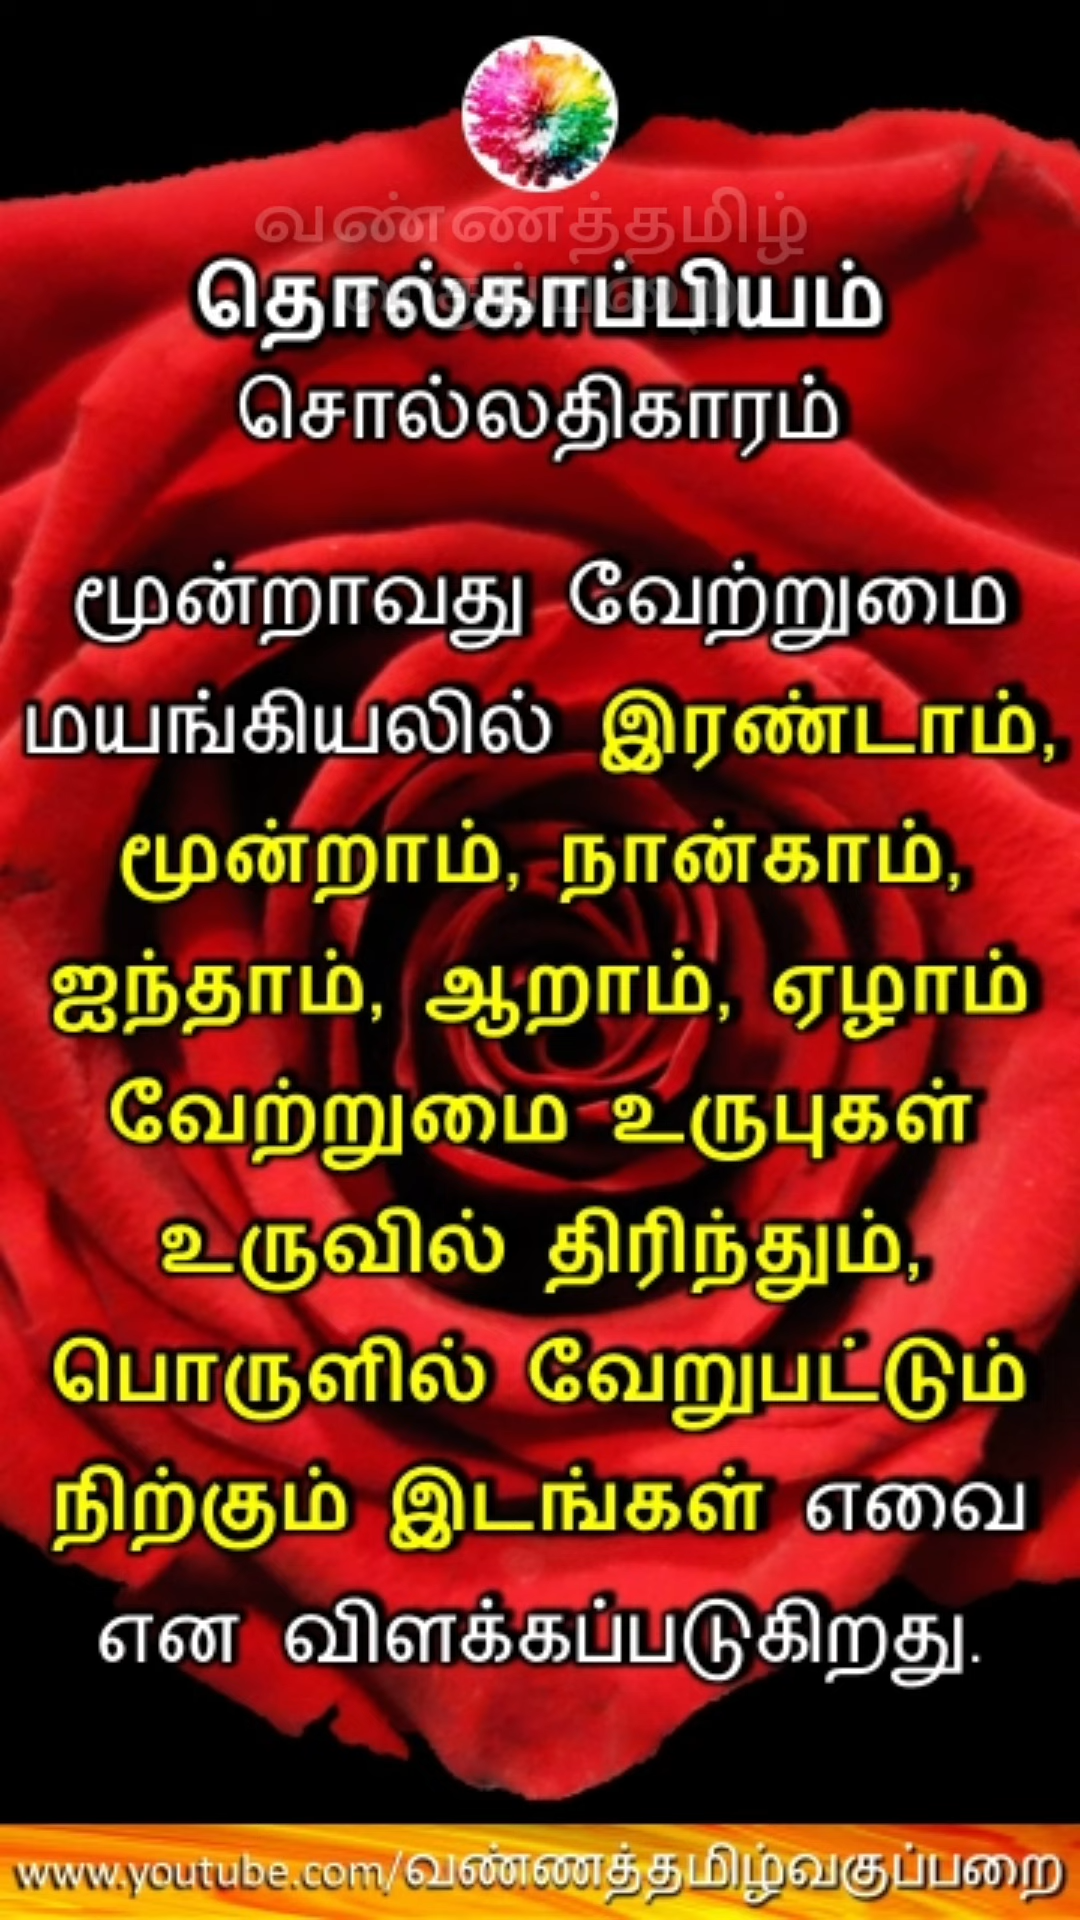 வண்ணத்தமிழ்
தொல்காப்பியம்
சொல்லதிகாரம்
மூன்றாவது வேற்றுமை
மயங்கியலில் இரண்டாம்,
மூன்றாம், நான்காம்,
ஐந்தாம், ஆறாம், ஏழாம்
வேற்றுமை உருபுகள்
உருவில் திரிந்தும்,
பொருளில் வேறுபட்டும்
நிற்கும் இடங்கள் எவை
என விளக்கப்படுகிறது.
www.youtube.com/வண்ணத்தமிழ்வகுப்பறை